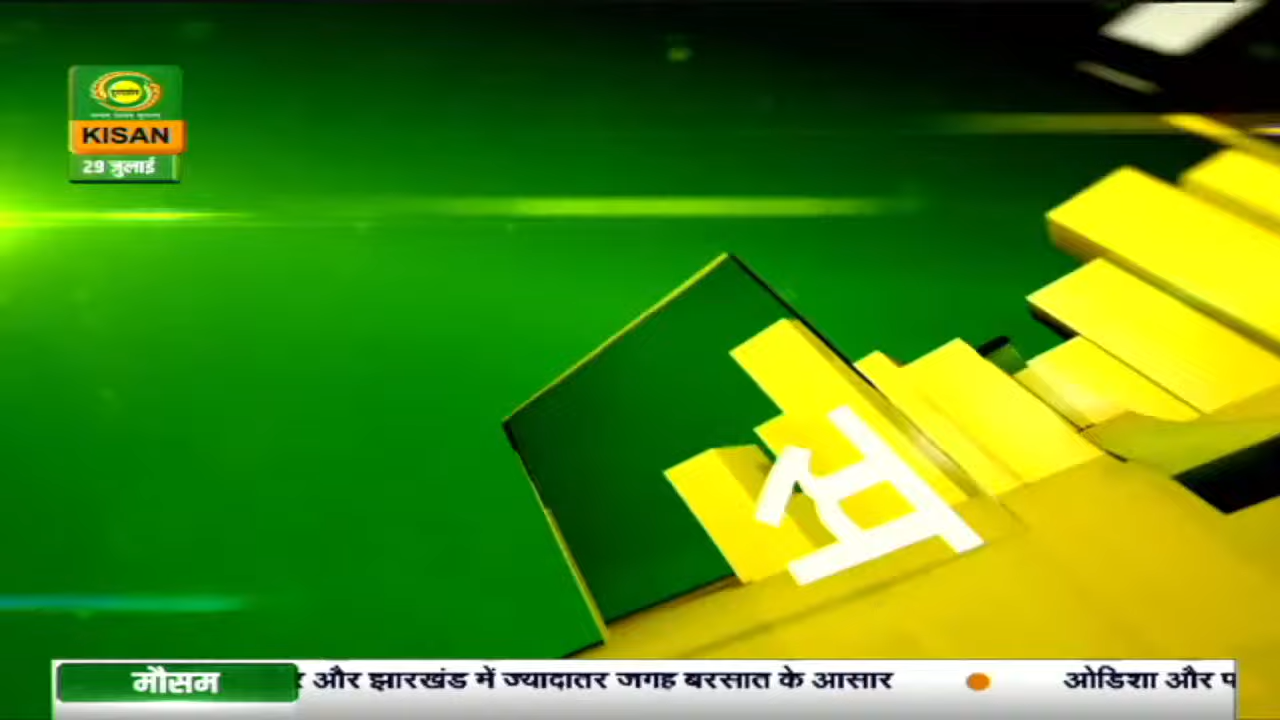 KISAN
29 जुलाई
स
मौसम
और झारखंड में ज्यादातर जगह बरसात के आसार
ओडिशा और